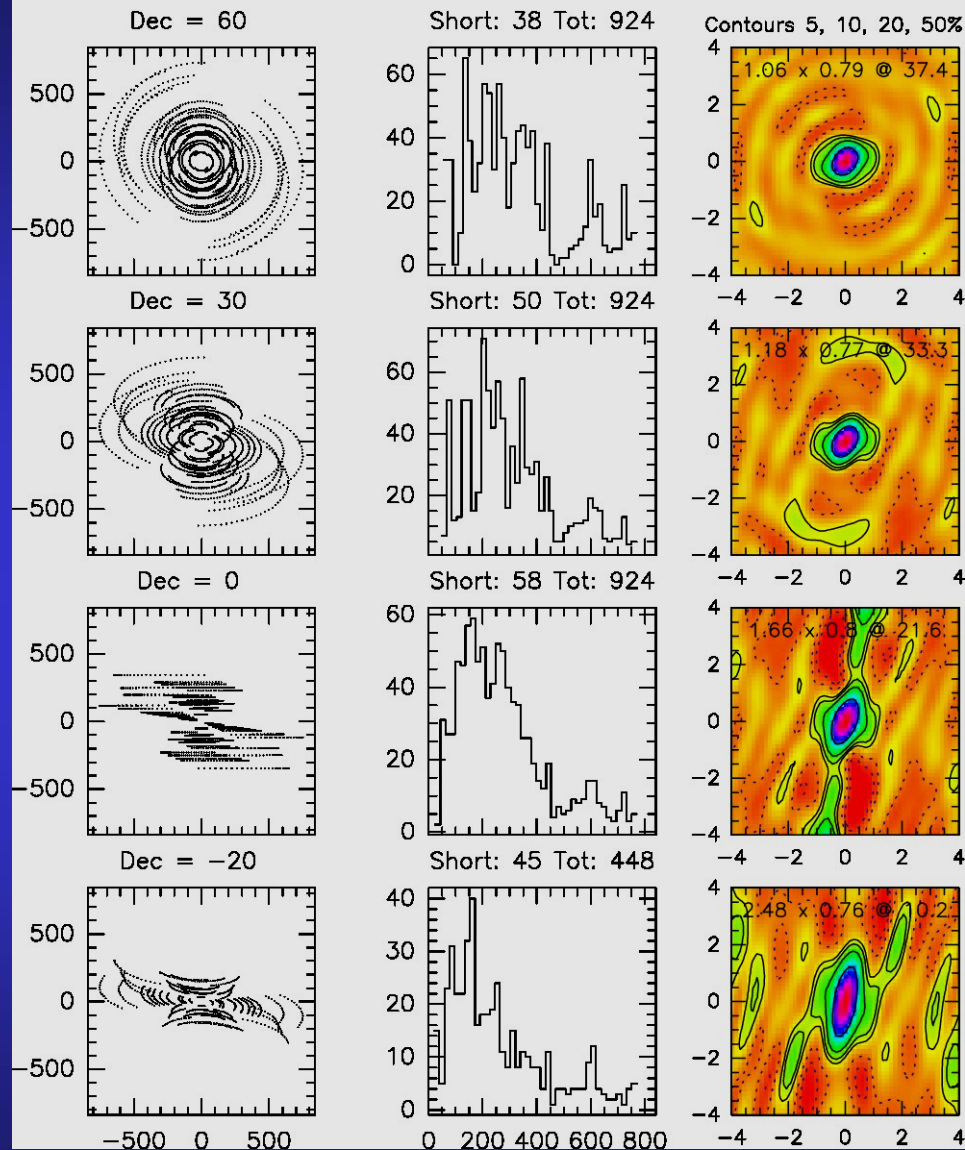 Dec = 60
Short: 38 Tot: 924
Contours 5, 10, 20, 50%
500
0
−500
60
40
20
0
4
2
0
−2
−4
1.06 x 0.79 @ 37.4
−4 −2 0 2 4
Dec = 30
Short: 50 Tot: 924
500
0
−500
60
40
20
4
2
0
−2
−4
1.18 x 0.77 @ 33.3
−4 −2 0 2 4
Dec = 0
Short: 58 Tot: 924
500
0
−500
60
40
20
0
4
2
0
−2
−4
1.66 x 0.8 @ 21.6
−4 −2 0 2 4
Dec = −20
Short: 45 Tot: 448
500
0
−500
40
30
20
10
0
4
2
0
−2
−4
2.48 x 0.76 @ 10.2
−500 0 500
0 200 400 600 800
−4 −2 0 2 4